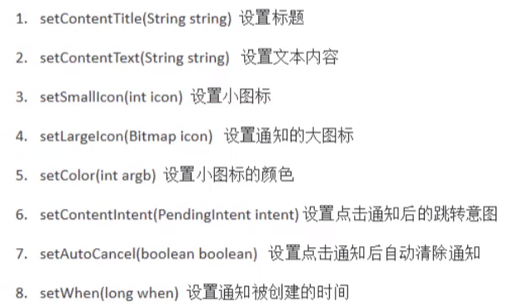 1. setContentTitle(String string) 设置标题
2. setContentText(String string) 设置文本内容
3. setSmallIcon(int icon) 设置小图标
4. setLargeIcon(Bitmap icon) 设置通知的大图标
5. setColor(int argb) 设置小图标的颜色
6. setContentIntent(PendingIntent intent) 设置点击通知后的跳转意图
7. setAutoCancel(boolean boolean) 设置点击通知后自动清除通知
8. setWhen(long when) 设置通知被创建的时间